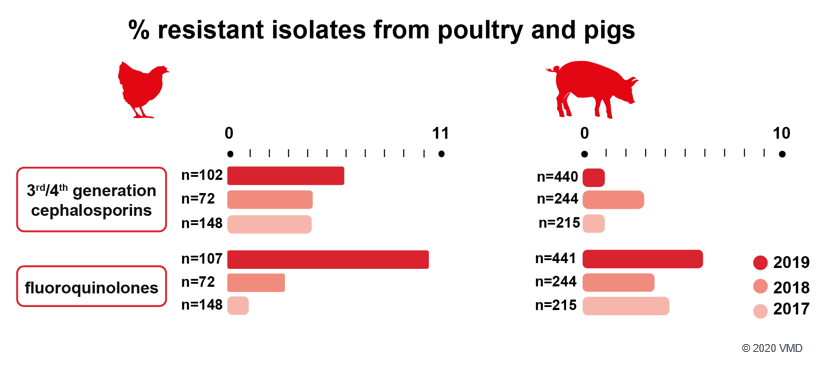 % resistant isolates from poultry and pigs
0 11
0 10
3rd/4th generation
cephalosporins
n=102
n=72
n=148
n=440
n=244
n=215
fluoroquinolones
n=107
n=72
n=148
n=441
n=244
n=215
2019
2018
2017
© 2020 VMD